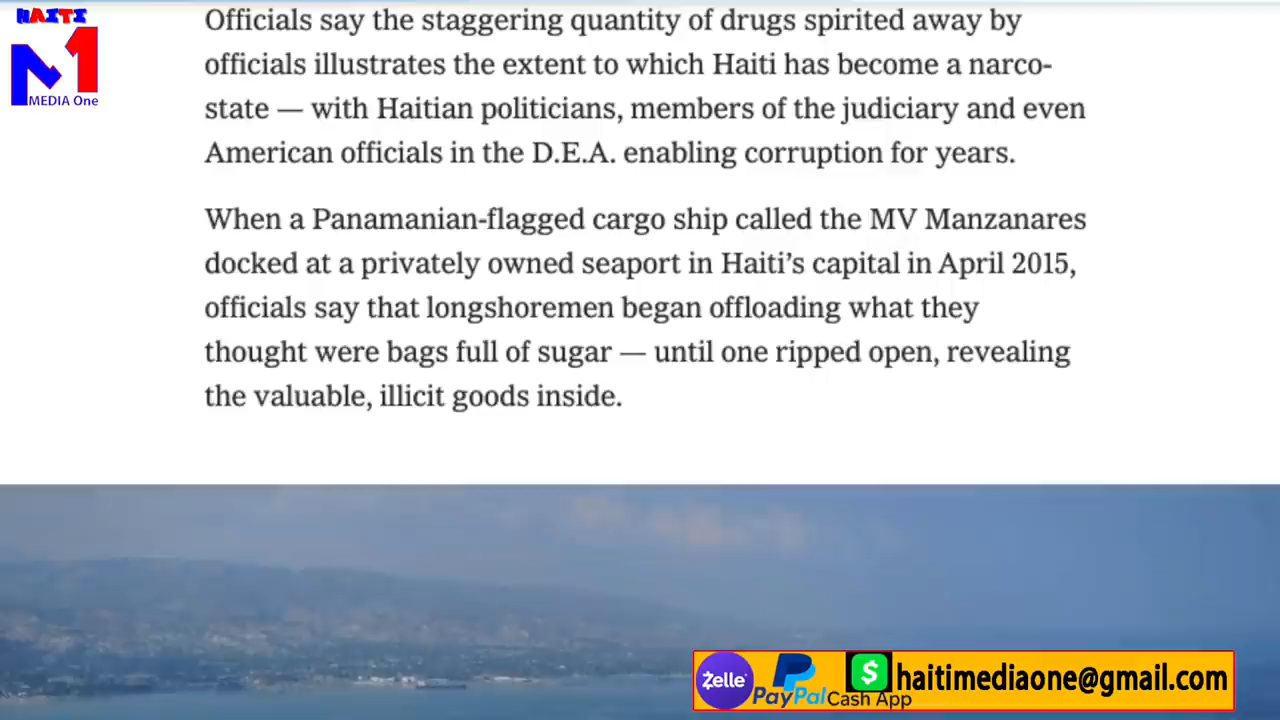 HAITI
M1
MEDIA One
Officials say the staggering quantity of drugs spirited away by
officials illustrates the extent to which Haiti has become a narco-
state — with Haitian politicians, members of the judiciary and even
American officials in the D.E.A. enabling corruption for years.
When a Panamanian-flagged cargo ship called the MV Manzanares
docked at a privately owned seaport in Haiti’s capital in April 2015,
officials say that longshoremen began offloading what they
thought were bags full of sugar — until one ripped open, revealing
the valuable, illicit goods inside.
Zelle
PayPal
$
Cash App
haitimediaone@gmail.com